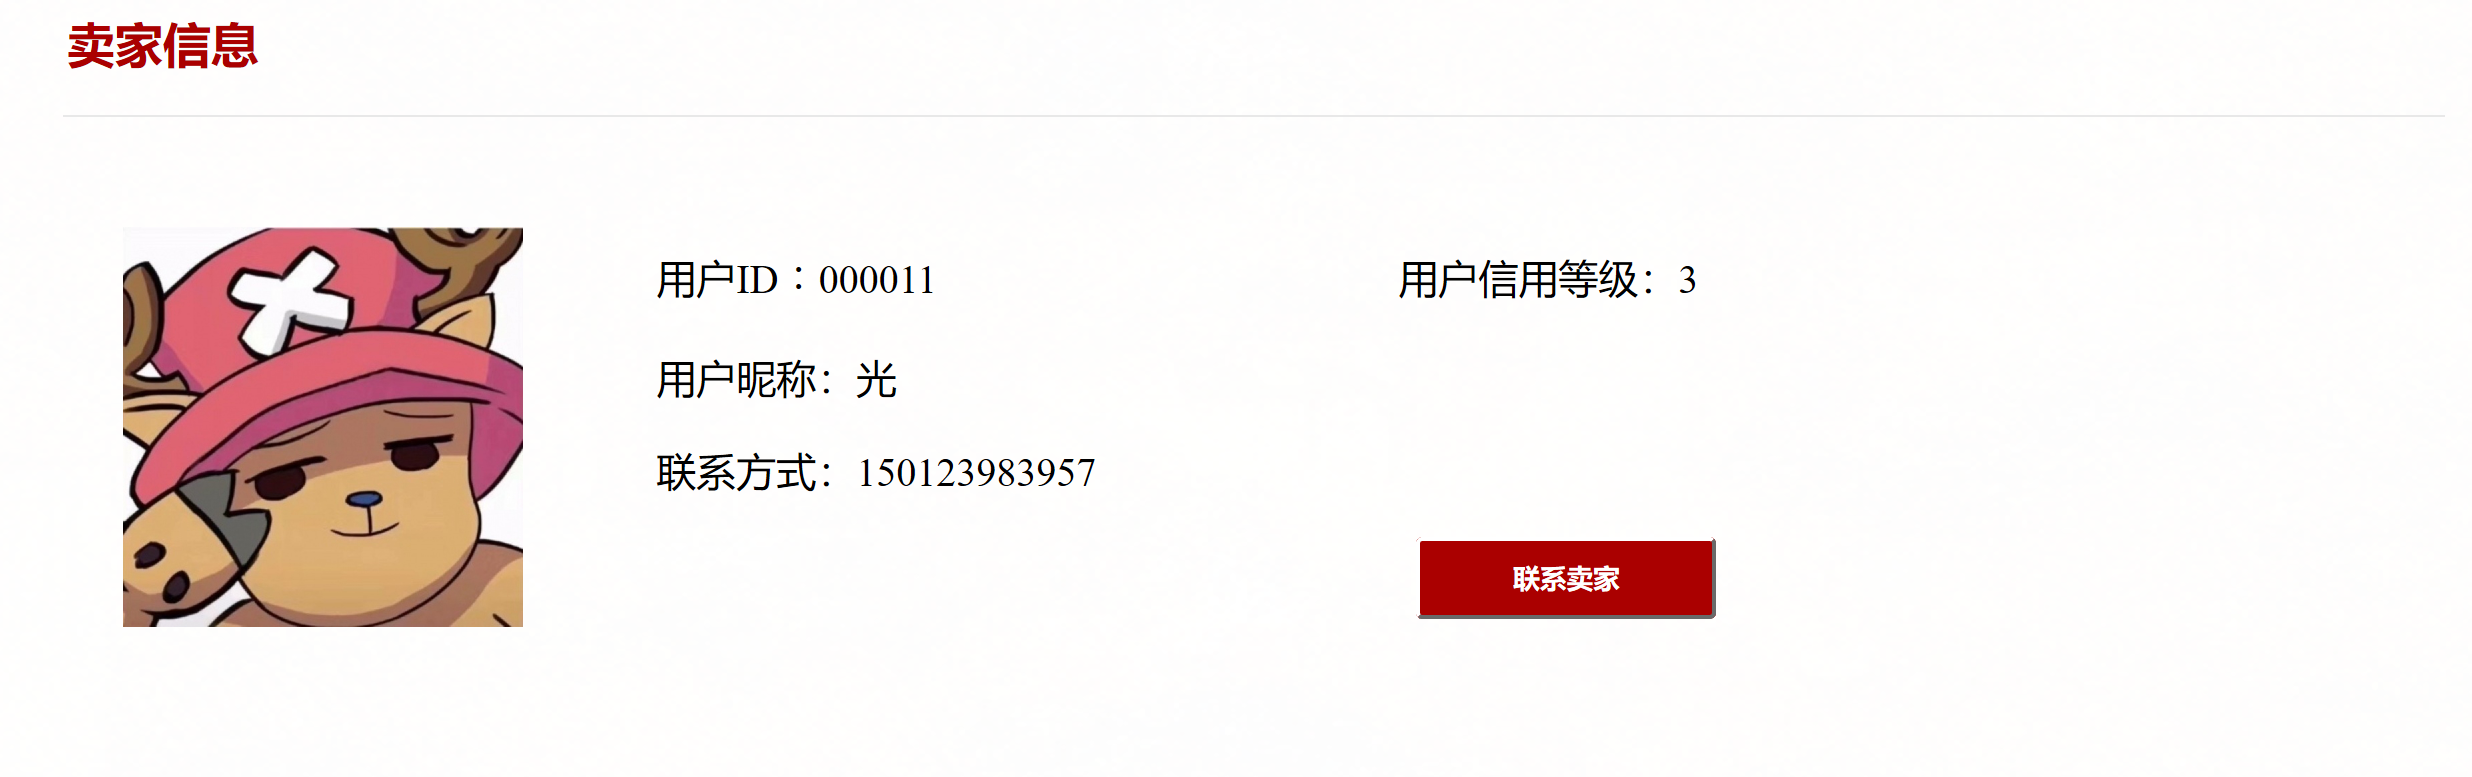 卖家信息
用户ID：000011
用户信用等级：3
用户昵称：光
联系方式：150123983957
联系卖家